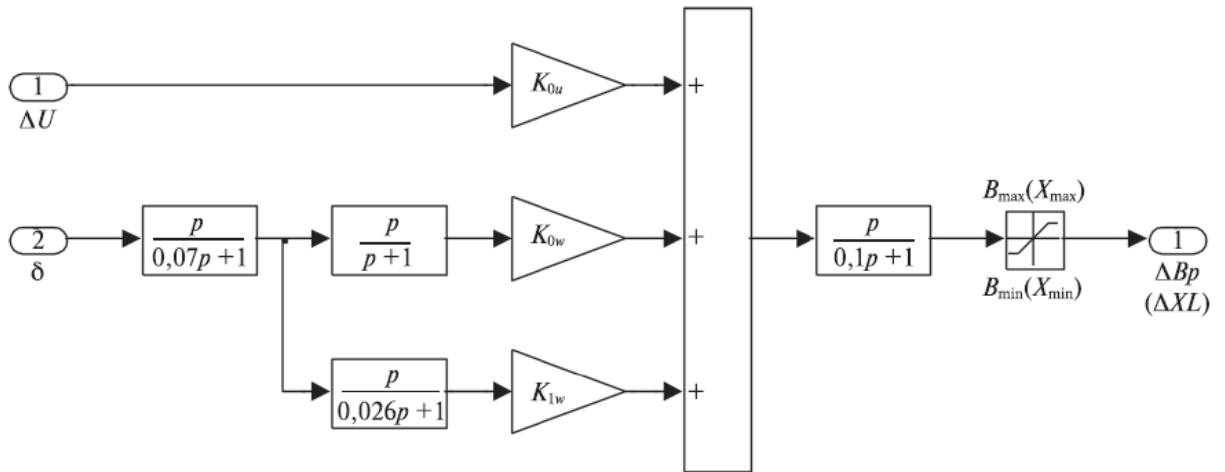 1
ΔU
K0u
+
2
δ
p
0,07p +1
p
p +1
K0w
+
p
0,026p +1
K1w
+
p
0,1p +1
Bmax(Xmax)
Bmin(Xmin)
1
ΔBp
(ΔXL)